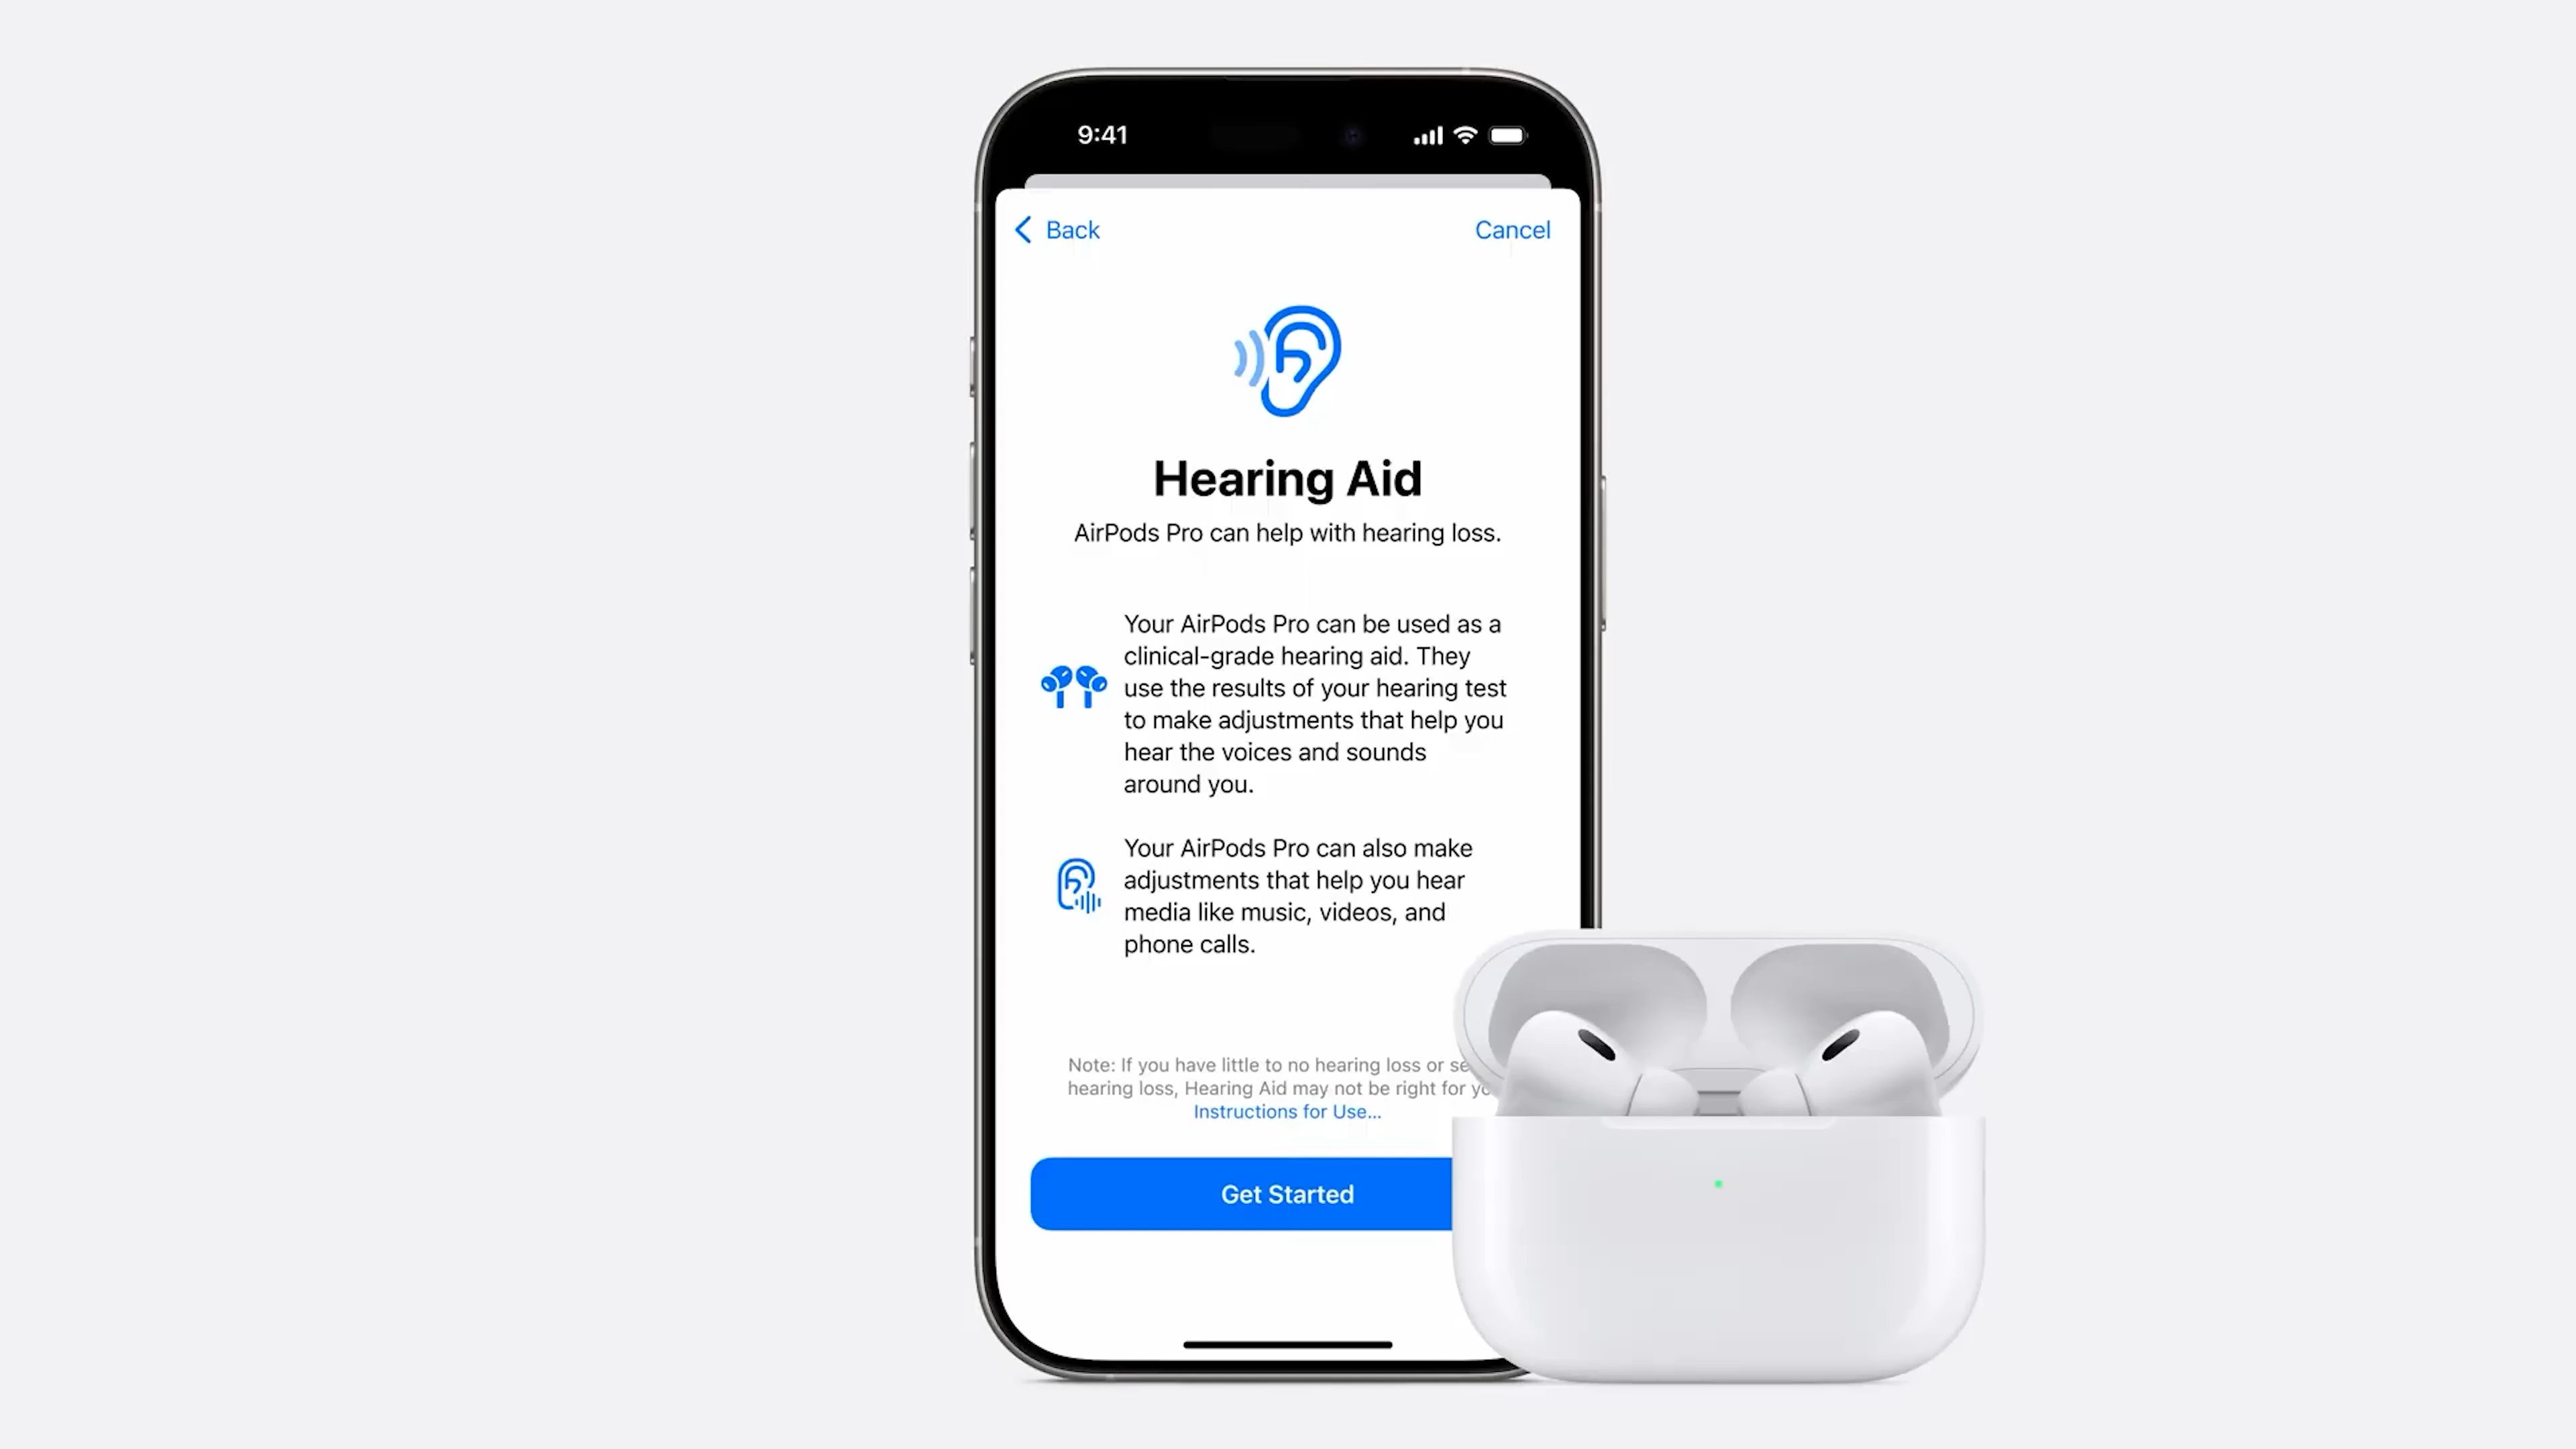 9:41
Back
Cancel
Hearing Aid
AirPods Pro can help with hearing loss.
Your AirPods Pro can be used as a
clinical-grade hearing aid. They
use the results of your hearing test
to make adjustments that help you
hear the voices and sounds
around you.
Your AirPods Pro can also make
adjustments that help you hear
media like music, videos, and
phone calls.
Note: If you have little to no hearing loss or
hearing loss, Hearing Aid may not be right for
Instructions for Use...
Get Started